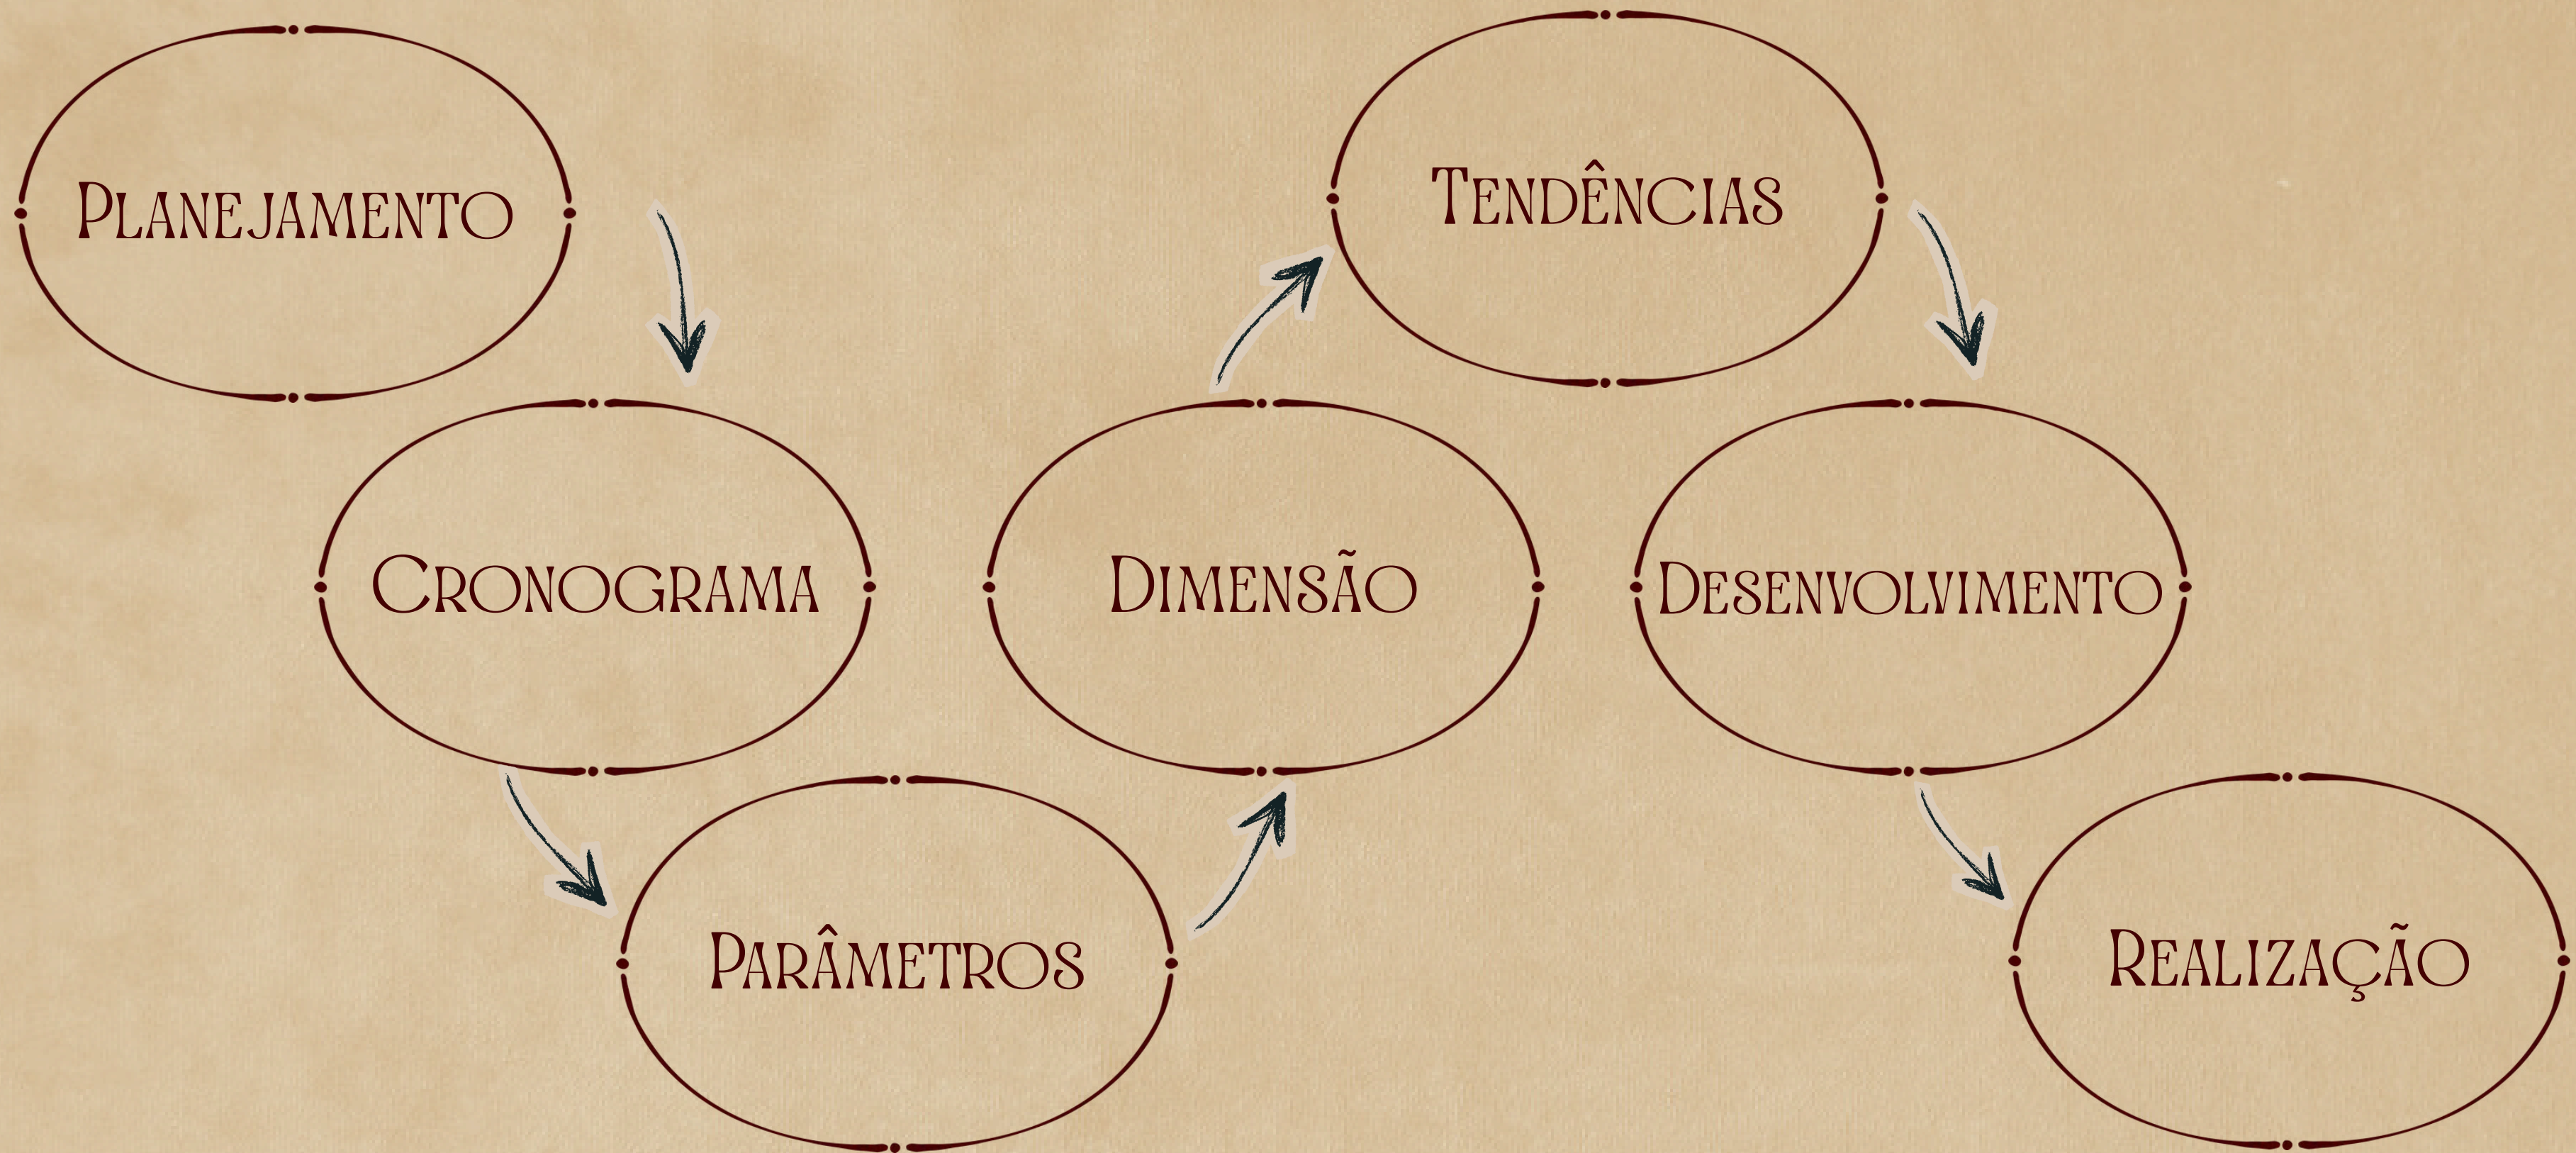 Planejamento
Cronograma
Parâmetros
Dimensão
Tendências
Desenvolvimento
Realização